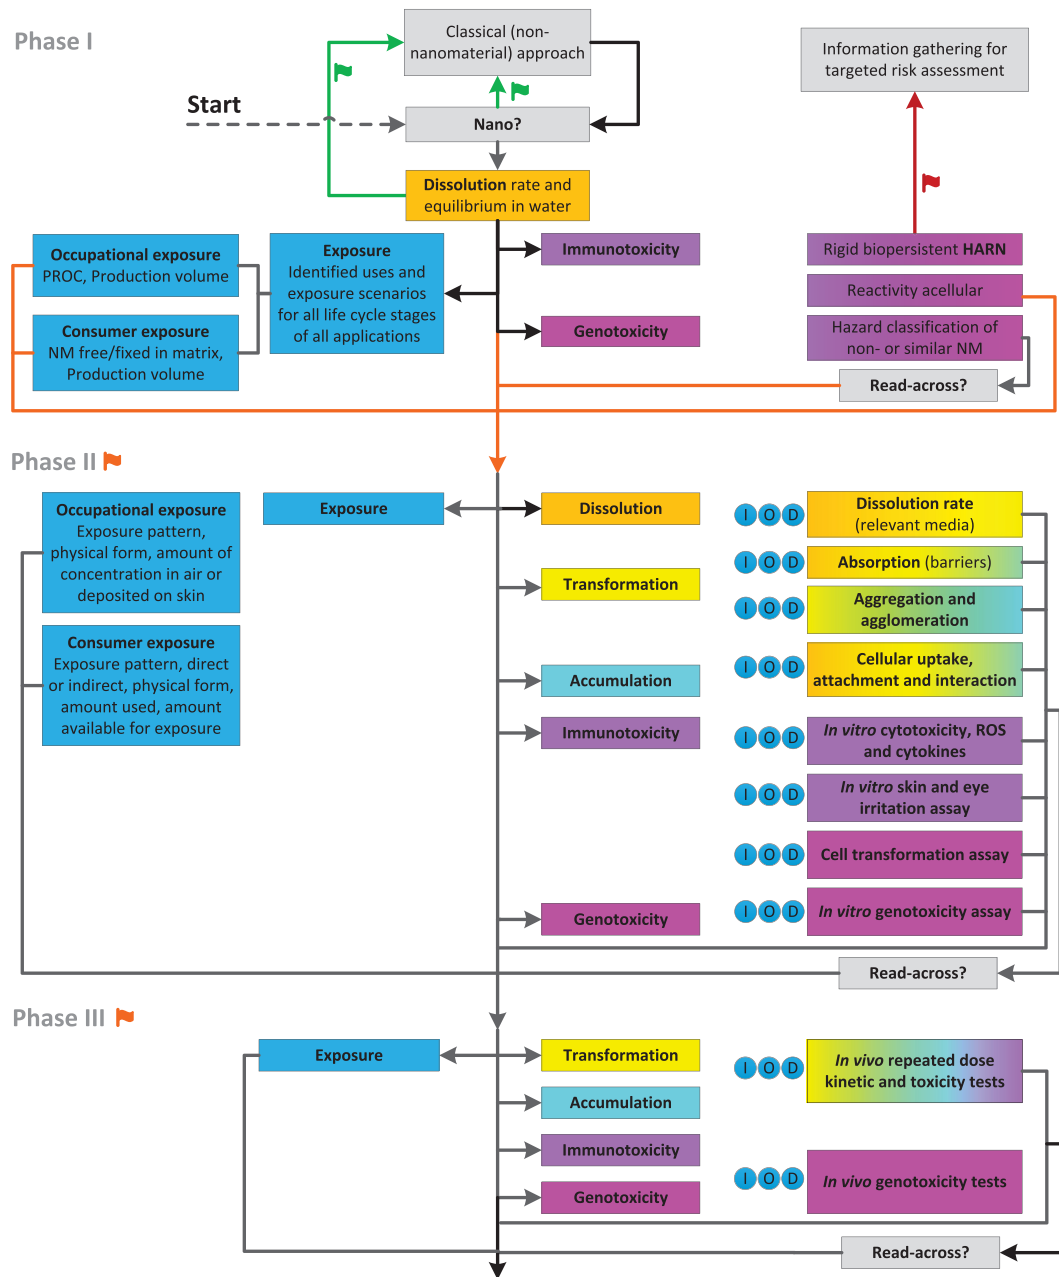 Phase I
Classical (non-
nanomaterial) approach
Information gathering for
targeted risk assessment
Start
Nano?
Dissolution rate and
equilibrium in water
Occupational exposure
PROC, Production volume
Exposure
Identified uses and
exposure scenarios
for all life cycle stages
of all applications
Immunotoxicity
Rigid biopersistent HARN
Reactivity acellular
Consumer exposure
NM free/fixed in matrix,
Production volume
Genotoxicity
Hazard classification of
non- or similar NM
Read-across?
Phase II
Occupational exposure
Exposure pattern,
physical form, amount of
concentration in air or
deposited on skin
Exposure
Dissolution
I O D
Dissolution rate
(relevant media)
Transformation
I O D
Absorption (barriers)
I O D
Aggregation and
agglomeration
Consumer exposure
Exposure pattern, direct
or indirect, physical form,
amount used, amount
available for exposure
Accumulation
I O D
Cellular uptake,
attachment and interaction
Immunotoxicity
I O D
In vitro cytotoxicity, ROS
and cytokines
I O D
In vitro skin and eye
irritation assay
I O D
Cell transformation assay
Genotoxicity
I O D
In vitro genotoxicity assay
Read-across?
Phase III
Exposure
Transformation
I O D
In vivo repeated dose
kinetic and toxicity tests
Accumulation
Immunotoxicity
Genotoxicity
I O D
In vivo genotoxicity tests
Read-across?